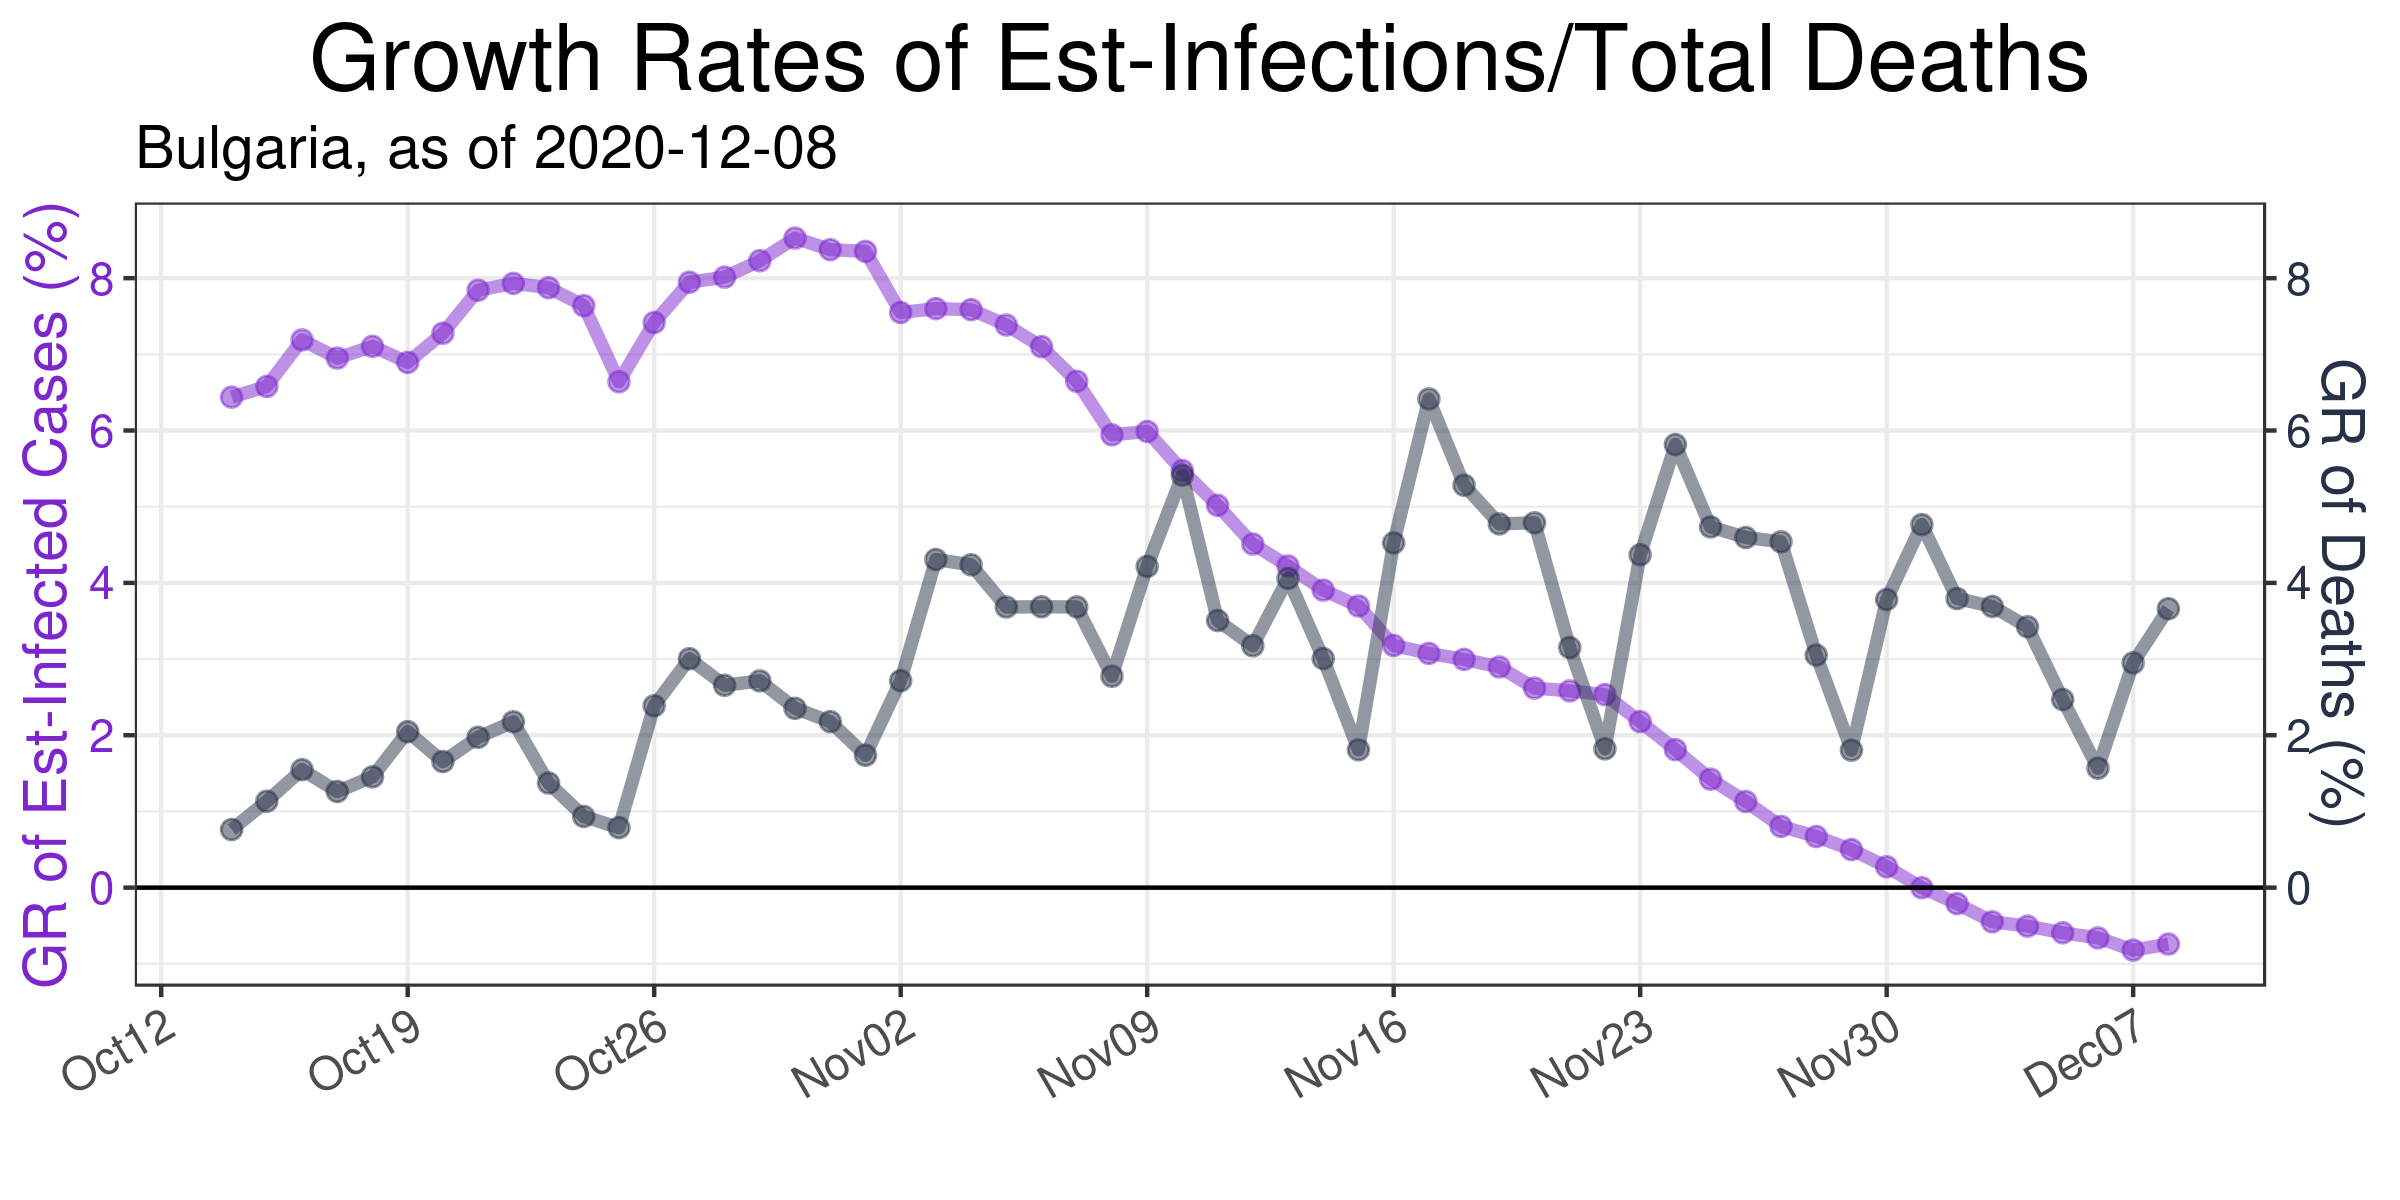 Growth Rates of Est-Infections/Total Deaths
Bulgaria, as of 2020-12-08
GR of Est-Infected Cases (%)
8
6
4
2
0
8
6
4
2
0
GR of Deaths (%)
Oct12
Oct19
Oct26
Nov02
Nov09
Nov16
Nov23
Nov30
Dec07